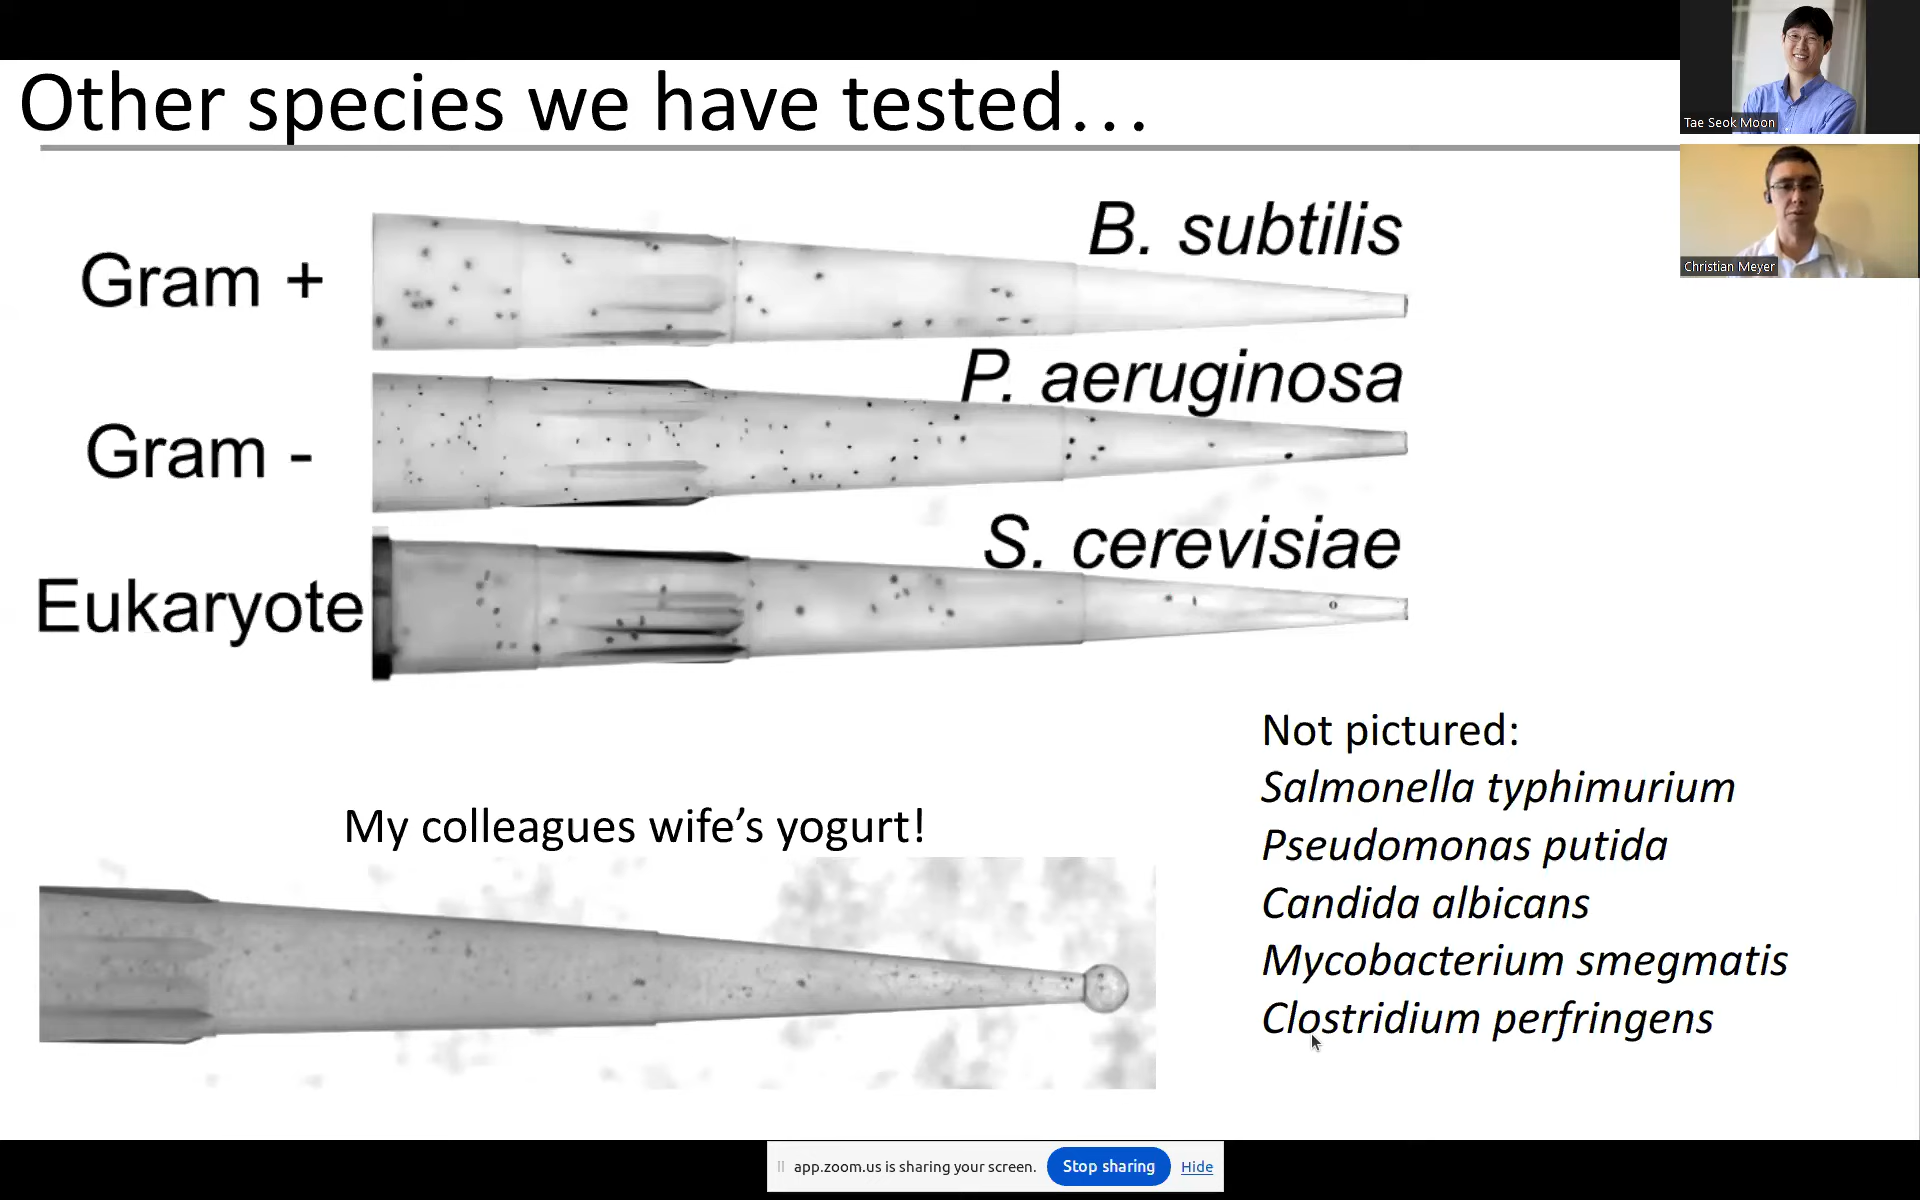 Other species we have tested…
Tae Seok Moon
Christian Meyer
Gram +
B. subtilis
Gram -
P. aeruginosa
Eukaryote
S. cerevisiae
My colleagues wife’s yogurt!
Not pictured:
Salmonella typhimurium
Pseudomonas putida
Candida albicans
Mycobacterium smegmatis
Clostridium perfringens
app.zoom.us is sharing your screen. Stop sharing Hide